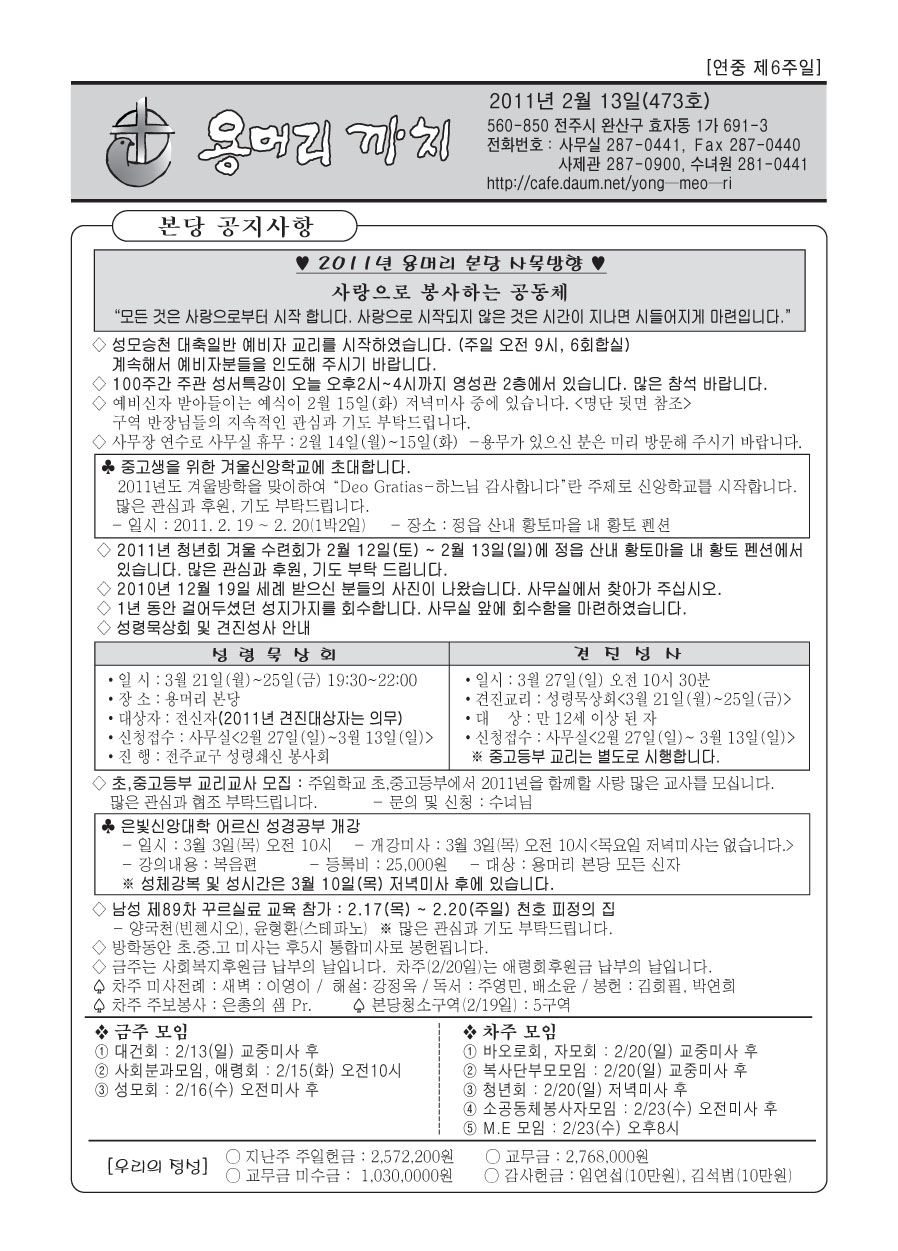 [연중 제6주일]
용머리 까치
2011년 2월 13일(473호)
560-850 전주시 완산구 효자동 1가 691-3
전화번호 : 사무실 287-0441, Fax 287-0440
사제관 287-0900, 수녀원 281-0441
http://cafe.daum.net/yong—meo—ri
본당 공지사항
♥ 2011년 용머리 본당 사목방향 ♥
사랑으로 봉사하는 공동체
“모든 것은 사랑으로부터 시작 합니다. 사랑으로 시작되지 않은 것은 시간이 지나면 시들어지게 마련입니다.”
◇ 성모승천 대축일반 예비자 교리를 시작하였습니다. (주일 오전 9시, 6회합실)
계속해서 예비자분들을 인도해 주시기 바랍니다.
◇ 100주간 주관 성서특강이 오늘 오후2시~4시까지 영성관 2층에서 있습니다. 많은 참석 바랍니다.
◇ 예비신자 받아들이는 예식이 2월 15일(화) 저녁미사 중에 있습니다. <명단 뒷면 참조>
구역 반장님들의 지속적인 관심과 기도 부탁드립니다.
◇ 사무장 연수로 사무실 휴무 : 2월 14일(월)~15일(화) -용무가 있으신 분은 미리 방문해 주시기 바랍니다.
♣ 중고생을 위한 겨울신앙학교에 초대합니다.
2011년도 겨울방학을 맞이하여 “Deo Gratias-하느님 감사합니다”란 주제로 신앙학교를 시작합니다.
많은 관심과 후원, 기도 부탁드립니다.
- 일시 : 2011. 2. 19 ~ 2. 20(1박2일) - 장소 : 정읍 산내 황토마을 내 황토 펜션
◇ 2011년 청년회 겨울 수련회가 2월 12일(토) ~ 2월 13일(일)에 정읍 산내 황토마을 내 황토 펜션에서
있습니다. 많은 관심과 후원, 기도 부탁 드립니다.
◇ 2010년 12월 19일 세례 받으신 분들의 사진이 나왔습니다. 사무실에서 찾아가 주십시오.
◇ 1년 동안 걸어두셨던 성지가지를 회수합니다. 사무실 앞에 회수함을 마련하였습니다.
◇ 성령묵상회 및 견진성사 안내
성 령 묵 상 회
• 일 시 : 3월 21일(월)~25일(금) 19:30~22:00
• 장 소 : 용머리 본당
• 대상자 : 전신자(2011년 견진대상자는 의무)
• 신청접수 : 사무실<2월 27일(일)~3월 13일(일)>
• 진 행 : 전주교구 성령쇄신 봉사회
견 진 성 사
• 일시 : 3월 27일(일) 오전 10시 30분
• 견진교리 : 성령묵상회<3월 21일(월)~25일(금)>
• 대 상 : 만 12세 이상 된 자
• 신청접수 : 사무실<2월 27일(일)~ 3월 13일(일)>
※ 중고등부 교리는 별도로 시행합니다.
◇ 초,중고등부 교리교사 모집 : 주일학교 초,중고등부에서 2011년을 함께할 사랑 많은 교사를 모십니다.
많은 관심과 협조 부탁드립니다. - 문의 및 신청 : 수녀님
♣ 은빛신앙대학 어르신 성경공부 개강
- 일시 : 3월 3일(목) 오전 10시 - 개강미사 : 3월 3일(목) 오전 10시<목요일 저녁미사는 없습니다.>
- 강의내용 : 복음편 - 등록비 : 25,000원 - 대상 : 용머리 본당 모든 신자
※ 성체강복 및 성시간은 3월 10일(목) 저녁미사 후에 있습니다.
◇ 남성 제89차 꾸르실료 교육 참가 : 2.17(목) ~ 2.20(주일) 천호 피정의 집
- 양국천(빈첸시오), 윤형환(스테파노) ※ 많은 관심과 기도 부탁드립니다.
◇ 방학동안 초.중.고 미사는 후5시 통합미사로 봉헌됩니다.
◇ 금주는 사회복지후원금 납부의 날입니다. 차주(2/20일)는 애령회후원금 납부의 날입니다.
♤ 차주 미사전례 : 새벽 : 이영이 / 해설: 강정옥 / 독서 : 주영민, 배소윤 / 봉헌 : 김회필, 박연희
♤ 차주 주보봉사 : 은총의 샘 Pr. ♤ 본당청소구역(2/19일) : 5구역
❖ 금주 모임
① 대건회 : 2/13(일) 교중미사 후
② 사회분과모임, 애령회 : 2/15(화) 오전10시
③ 성모회 : 2/16(수) 오전미사 후
❖ 차주 모임
① 바오로회, 자모회 : 2/20(일) 교중미사 후
② 복사단부모모임 : 2/20(일) 교중미사 후
③ 청년회 : 2/20(일) 저녁미사 후
④ 소공동체봉사자모임 : 2/23(수) 오전미사 후
⑤ M.E 모임 : 2/23(수) 오후8시
[우리의 정성]
○ 지난주 주일헌금 : 2,572,200원 ○ 교무금 : 2,768,000원
○ 교무금 미수금 : 1,030,0000원 ○ 감사헌금 : 임연섭(10만원), 김석범(10만원)